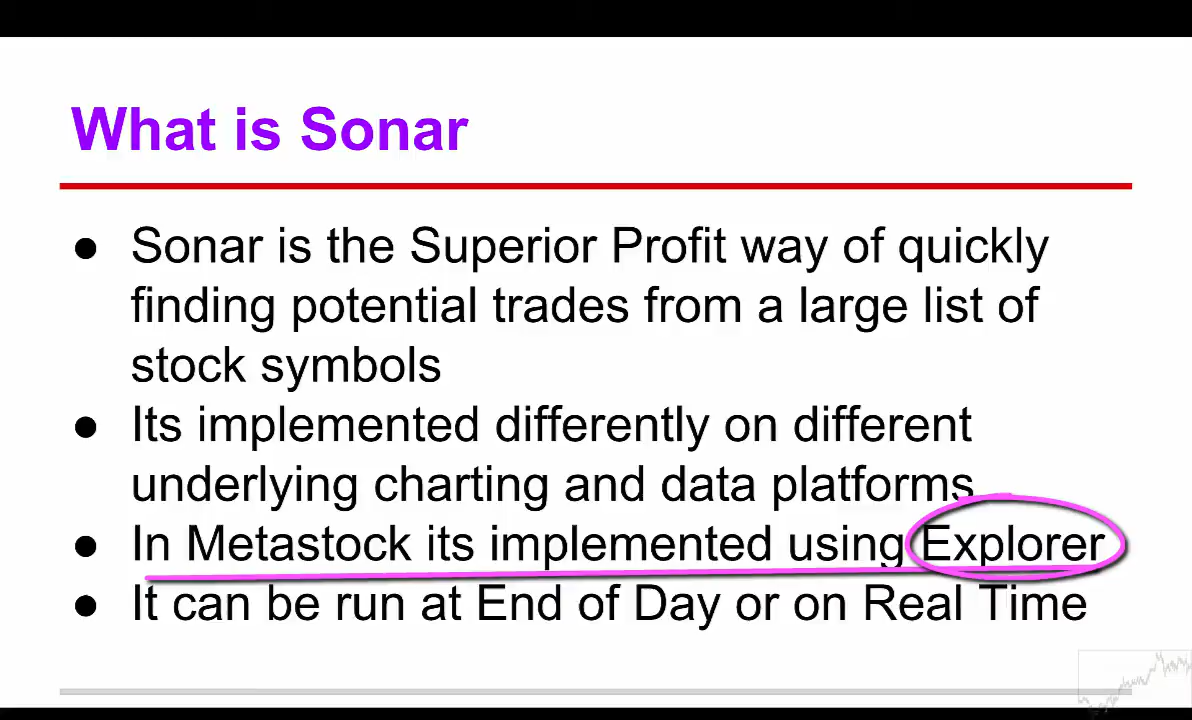 What is Sonar
● Sonar is the Superior Profit way of quickly
finding potential trades from a large list of
stock symbols
● Its implemented differently on different
underlying charting and data platforms
● In Metastock its implemented using Explorer
● It can be run at End of Day or on Real Time